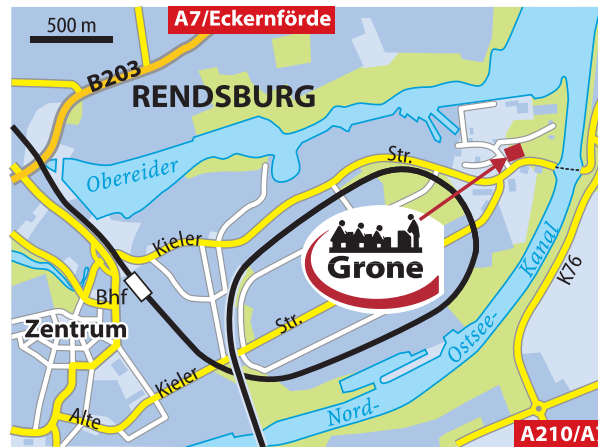 500 m
A7/Eckernförde
B203
RENDSBURG
Obereider
Str.
Kieler
Grone
Kanal
K76
Bhf
Zentrum
Str.
Ostsee-
Kieler
Nord-
Alte
A210/A7